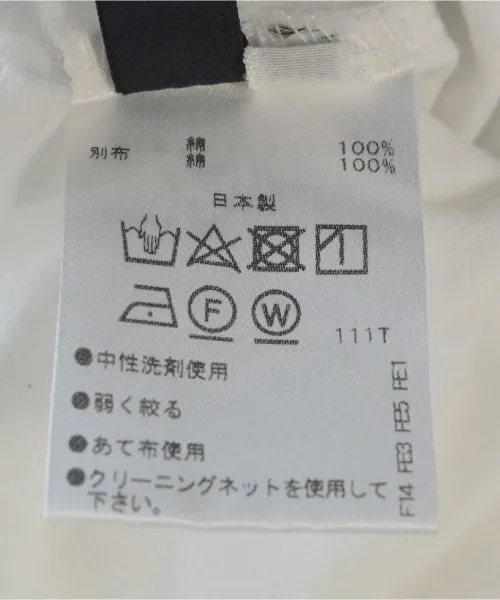 綿 100%
別布 綿 100%
日本製
F W
111T
●中性洗剤使用
●弱く絞る
●あて布使用
●クリーニングネットを使用して
下さい。
F14 FE3 FE5 FE1